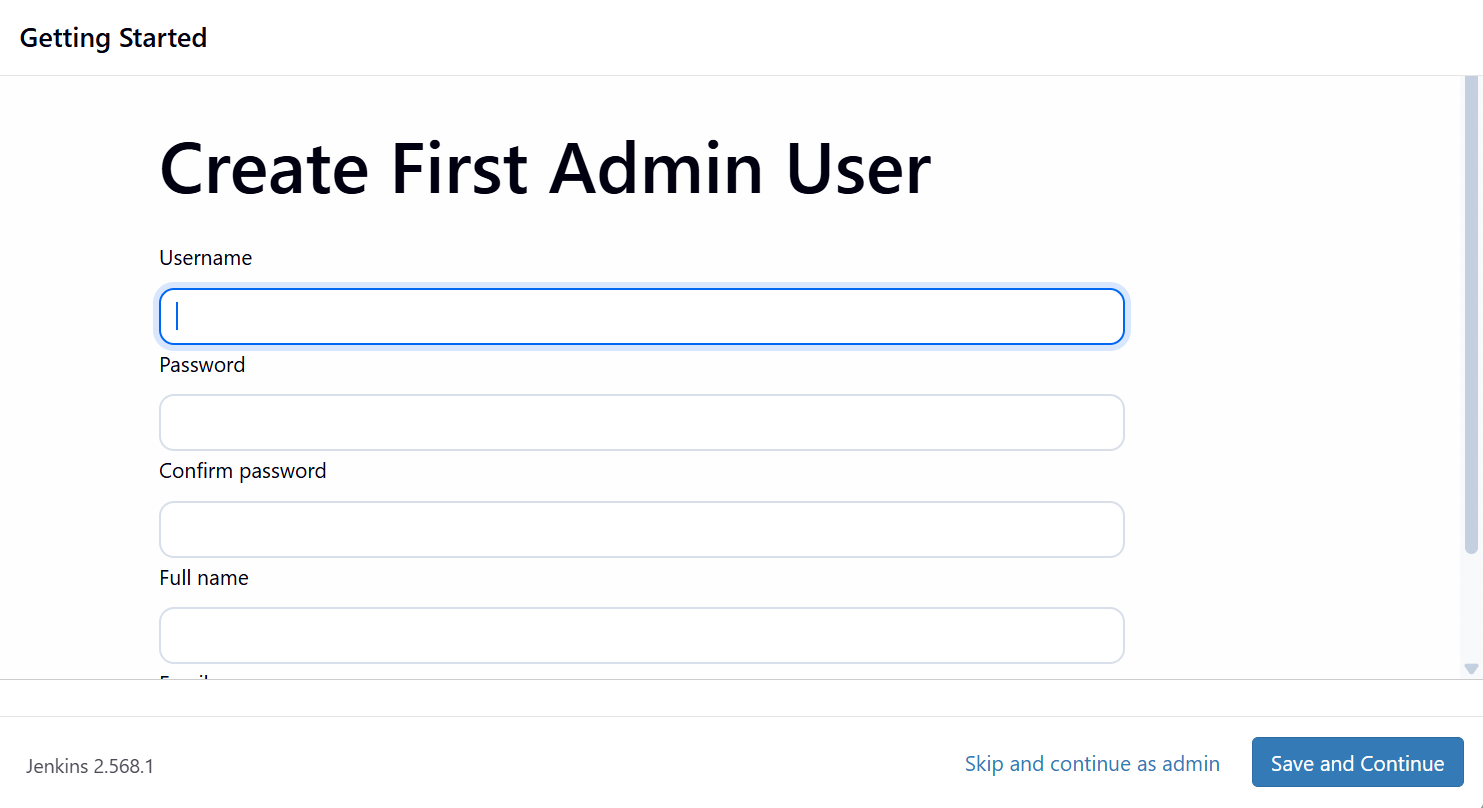 Getting Started
Create First Admin User
Username
Password
Confirm password
Full name
Jenkins 2.568.1
Skip and continue as admin
Save and Continue